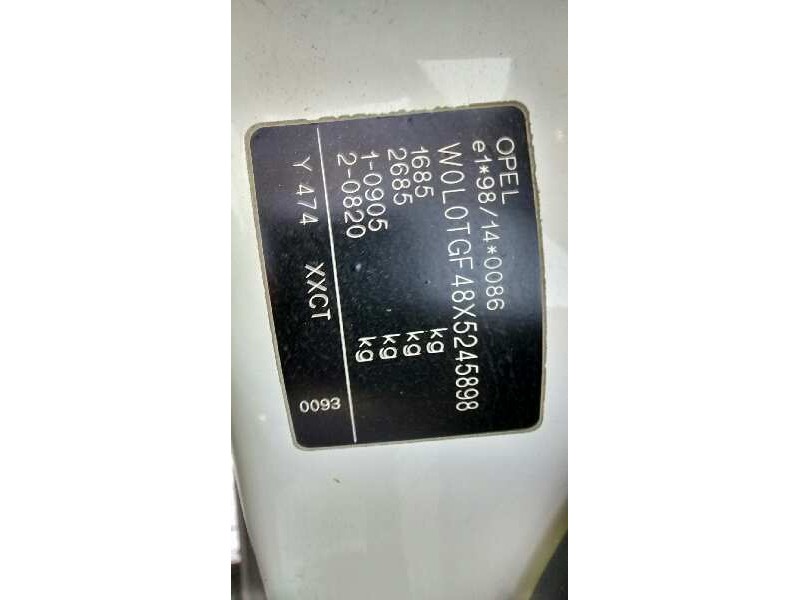 OPEL
e1*98/14*0086
W0L0TGF48X5245898
1685 kg
2685 kg
1-0905 kg
2-0820 kg
Y 474 XXCT 0093